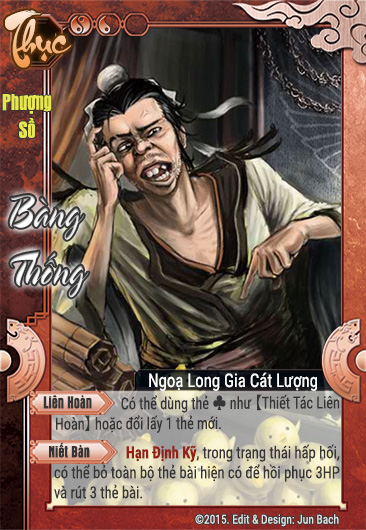 Thục
Phượng
Sồ
Bàng
Thống
Ngoạ Long Gia Cát Lượng
Liên Hoàn
Có thể dùng thẻ ♣ như【Thiết Tác Liên
Hoàn】hoặc đổi lấy 1 thẻ mới.
Niết Bàn
Hạn Định Kỹ, trong trạng thái hấp hối,
có thể bỏ toàn bộ thẻ bài hiện có để hồi phục 3HP
và rút 3 thẻ bài.
©2015. Edit & Design: Jun Bach